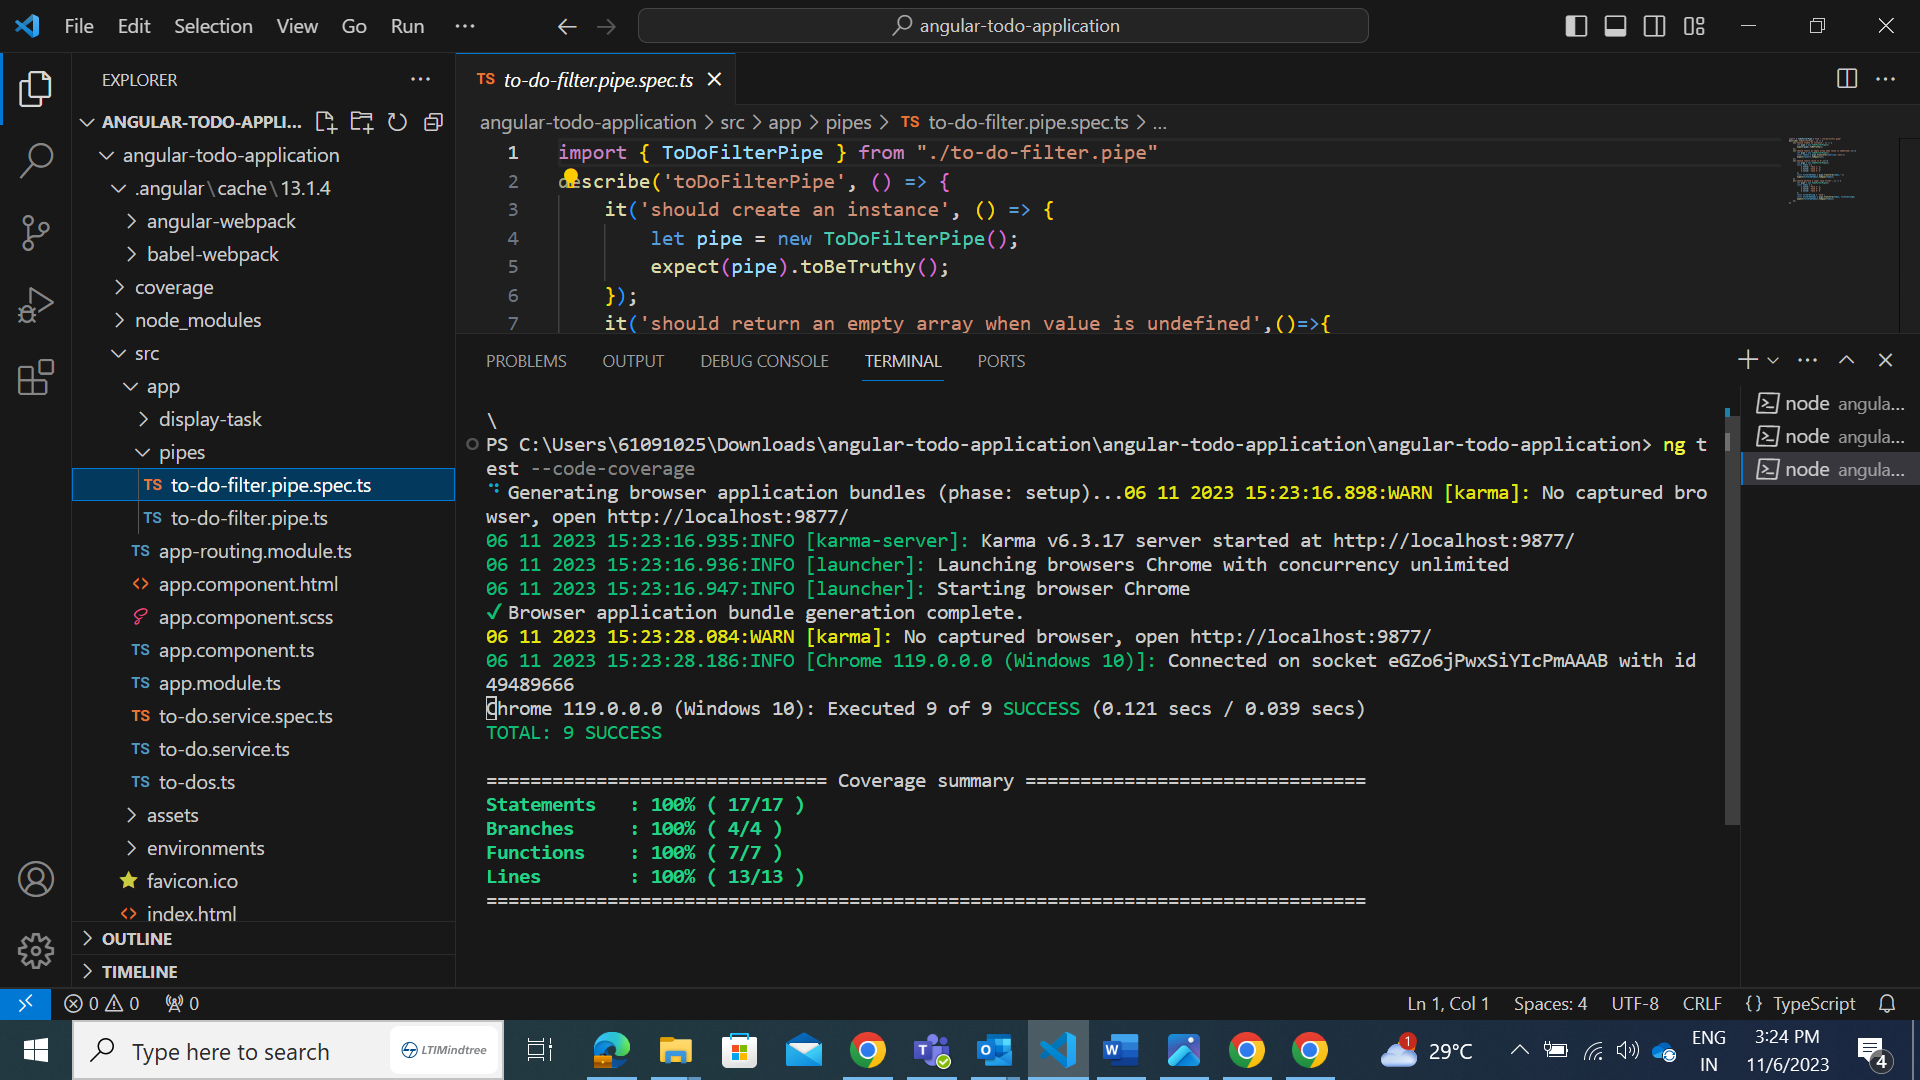 File Edit Selection View Go Run ···
angular-todo-application
EXPLORER
ANGULAR-TODO-APPLI...
angular-todo-application
.angular\cache\13.1.4
angular-webpack
babel-webpack
coverage
node_modules
src
app
display-task
pipes
TS to-do-filter.pipe.spec.ts
TS to-do-filter.pipe.ts
TS app-routing.module.ts
<> app.component.html
app.component.scss
TS app.component.ts
TS app.module.ts
TS to-do.service.spec.ts
TS to-do.service.ts
TS to-dos.ts
assets
environments
favicon.ico
<> index.html
OUTLINE
TIMELINE
TS to-do-filter.pipe.spec.ts
angular-todo-application > src > app > pipes > TS to-do-filter.pipe.spec.ts > ...
1 import { ToDoFilterPipe } from "./to-do-filter.pipe"
2 describe('toDoFilterPipe', () => {
3 it('should create an instance', () => {
4 let pipe = new ToDoFilterPipe();
5 expect(pipe).toBeTruthy();
6 });
7 it('should return an empty array when value is undefined',()=>{
PROBLEMS OUTPUT DEBUG CONSOLE TERMINAL PORTS
\
PS C:\Users\61091025\Downloads\angular-todo-application\angular-todo-application\angular-todo-application> ng t
est --code-coverage
Generating browser application bundles (phase: setup)...06 11 2023 15:23:16.898:WARN [karma]: No captured bro
wser, open http://localhost:9877/
06 11 2023 15:23:16.935:INFO [karma-server]: Karma v6.3.17 server started at http://localhost:9877/
06 11 2023 15:23:16.936:INFO [launcher]: Launching browsers Chrome with concurrency unlimited
06 11 2023 15:23:16.947:INFO [launcher]: Starting browser Chrome
✓ Browser application bundle generation complete.
06 11 2023 15:23:28.084:WARN [karma]: No captured browser, open http://localhost:9877/
06 11 2023 15:23:28.186:INFO [Chrome 119.0.0.0 (Windows 10)]: Connected on socket eGZo6jPwxSiYIcPmAAAB with id
49489666
Chrome 119.0.0.0 (Windows 10): Executed 9 of 9 SUCCESS (0.121 secs / 0.039 secs)
TOTAL: 9 SUCCESS
=============================== Coverage summary ===============================
Statements : 100% ( 17/17 )
Branches : 100% ( 4/4 )
Functions : 100% ( 7/7 )
Lines : 100% ( 13/13 )
================================================================================
node angula...
node angula...
node angula...
0 0 0
Ln 1, Col 1 Spaces: 4 UTF-8 CRLF {} TypeScript
Type here to search
LTIMindtree
1
29°C
ENG
IN
3:24 PM
11/6/2023
4